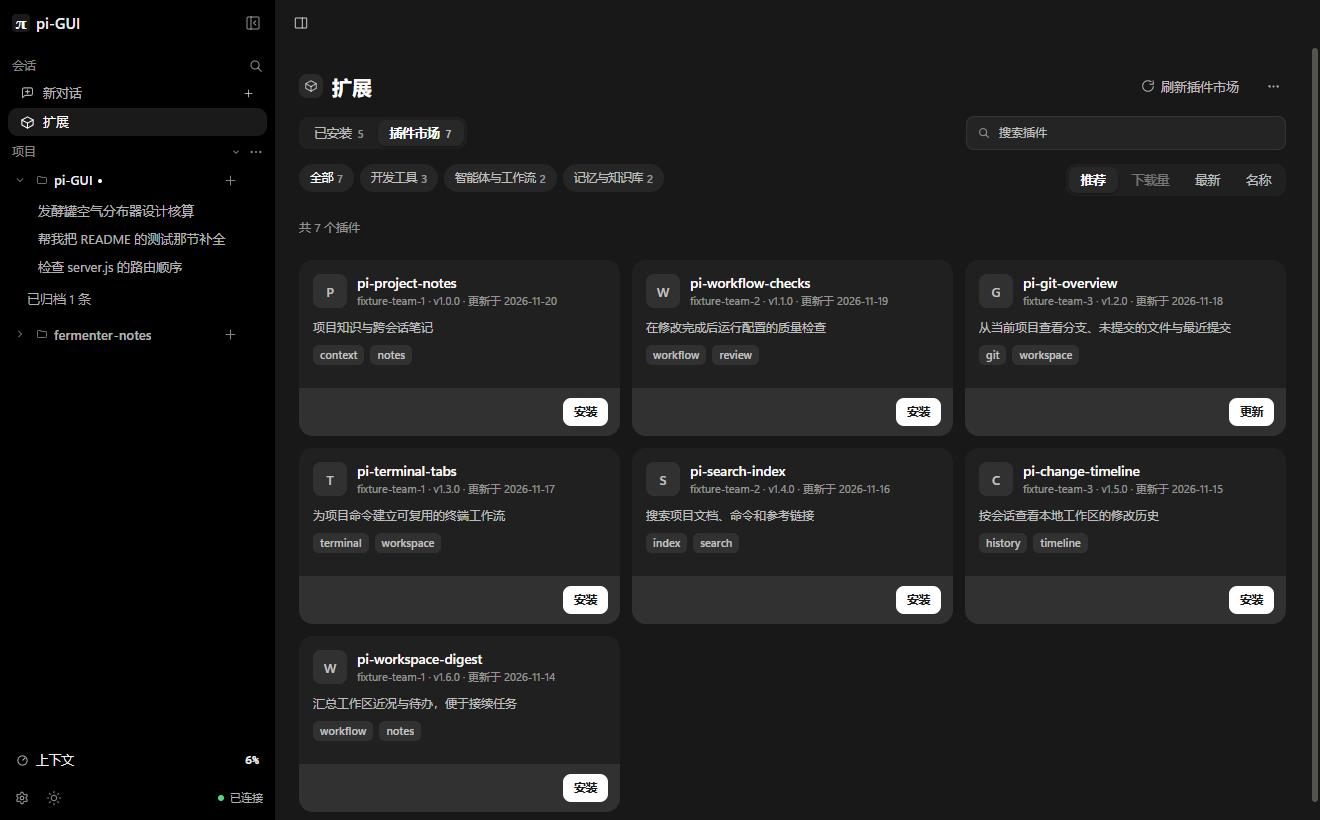 π pi-GUI
会话
新对话
扩展
项目
pi-GUI
发酵罐空气分布器设计核算
帮我把 README 的测试那节补全
检查 server.js 的路由顺序
已归档 1 条
fermenter-notes
上下文 6%
已连接
扩展
刷新插件市场
已安装 5 插件市场 7
搜索插件
全部 7 开发工具 3 智能体与工作流 2 记忆与知识库 2
推荐 下载量 最新 名称
共 7 个插件
P
pi-project-notes
fixture-team-1 · v1.0.0 · 更新于 2026-11-20
项目知识与跨会话笔记
context notes
安装
W
pi-workflow-checks
fixture-team-2 · v1.1.0 · 更新于 2026-11-19
在修改完成后运行配置的质量检查
workflow review
安装
G
pi-git-overview
fixture-team-3 · v1.2.0 · 更新于 2026-11-18
从当前项目查看分支、未提交的文件与最近提交
git workspace
更新
T
pi-terminal-tabs
fixture-team-1 · v1.3.0 · 更新于 2026-11-17
为项目命令建立可复用的终端工作流
terminal workspace
安装
S
pi-search-index
fixture-team-2 · v1.4.0 · 更新于 2026-11-16
搜索项目文档、命令和参考链接
index search
安装
C
pi-change-timeline
fixture-team-3 · v1.5.0 · 更新于 2026-11-15
按会话查看本地工作区的修改历史
history timeline
安装
W
pi-workspace-digest
fixture-team-1 · v1.6.0 · 更新于 2026-11-14
汇总工作区近况与待办，便于接续任务
workflow notes
安装